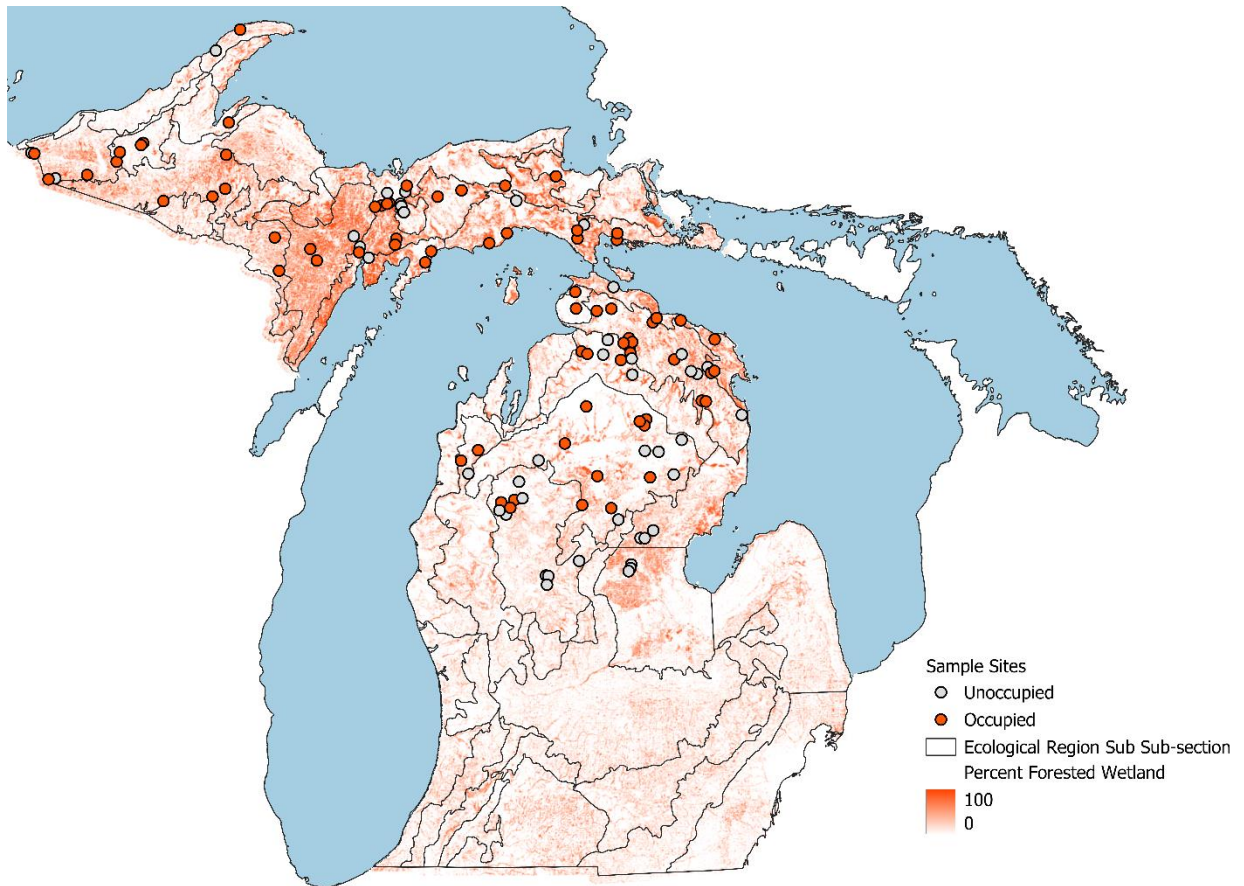 Sample Sites
Unoccupied
Occupied
Ecological Region Sub Sub-section
Percent Forested Wetland
100
0